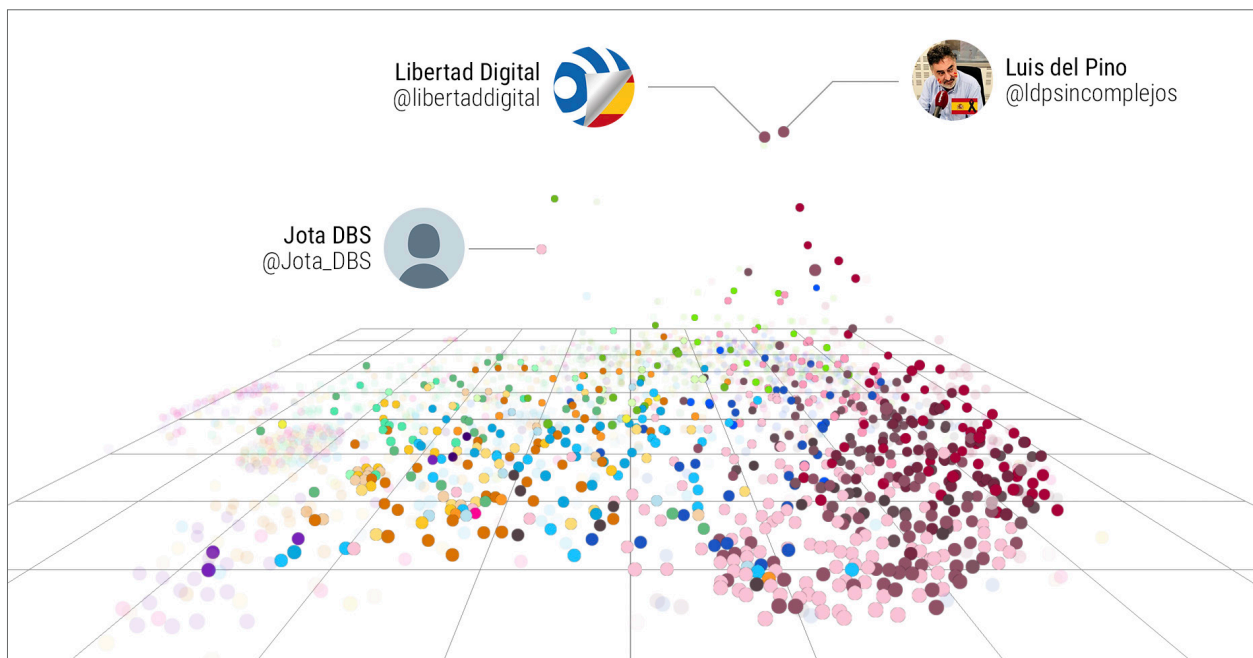 Libertad Digital
@libertaddigital
Luis del Pino
@ldpsincomplejos
Jota DBS
@Jota_DBS